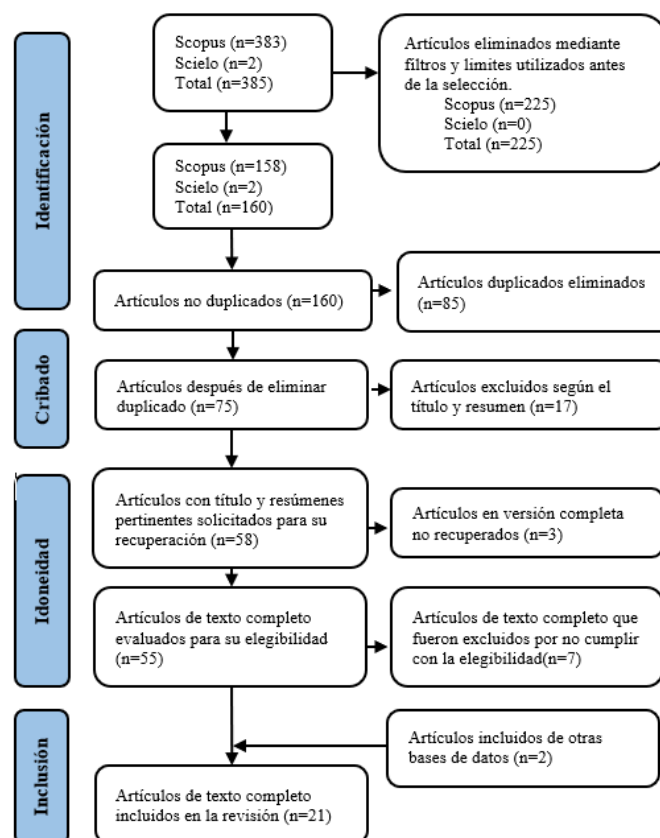 Identificación
Scopus (n=383)
Scielo (n=2)
Total (n=385)
Artículos eliminados mediante
filtros y limites utilizados antes
de la selección.
Scopus (n=225)
Scielo (n=0)
Total (n=225)
Scopus (n=158)
Scielo (n=2)
Total (n=160)
Artículos no duplicados (n=160)
Artículos duplicados eliminados
(n=85)
Cribado
Artículos después de eliminar
duplicado (n=75)
Artículos excluidos según el
título y resumen (n=17)
Idoneidad
Artículos con título y resúmenes
pertinentes solicitados para su
recuperación (n=58)
Artículos en versión completa
no recuperados (n=3)
Artículos de texto completo
evaluados para su elegibilidad
(n=55)
Artículos de texto completo que
fueron excluidos por no cumplir
con la elegibilidad(n=7)
Inclusión
Artículos incluidos de otras
bases de datos (n=2)
Artículos de texto completo
incluidos en la revisión (n=21)